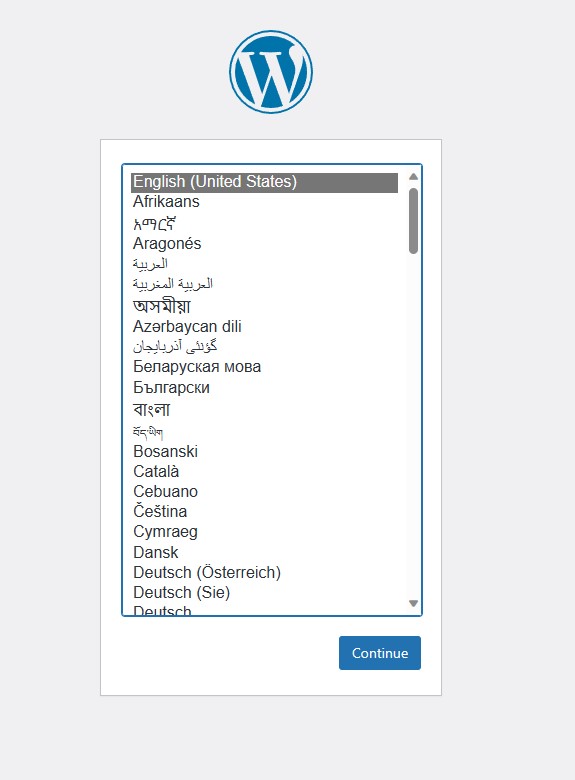 English (United States)
Afrikaans
አማርኛ
Aragonés
العربية
العربية المغربية
অসমীয়া
Azərbaycan dili
گؤنئی آذربایجان
Беларуская мова
Български
বাংলা
བོད་ཡིག
Bosanski
Català
Cebuano
Čeština
Cymraeg
Dansk
Deutsch (Österreich)
Deutsch (Sie)
Deutsch
Continue